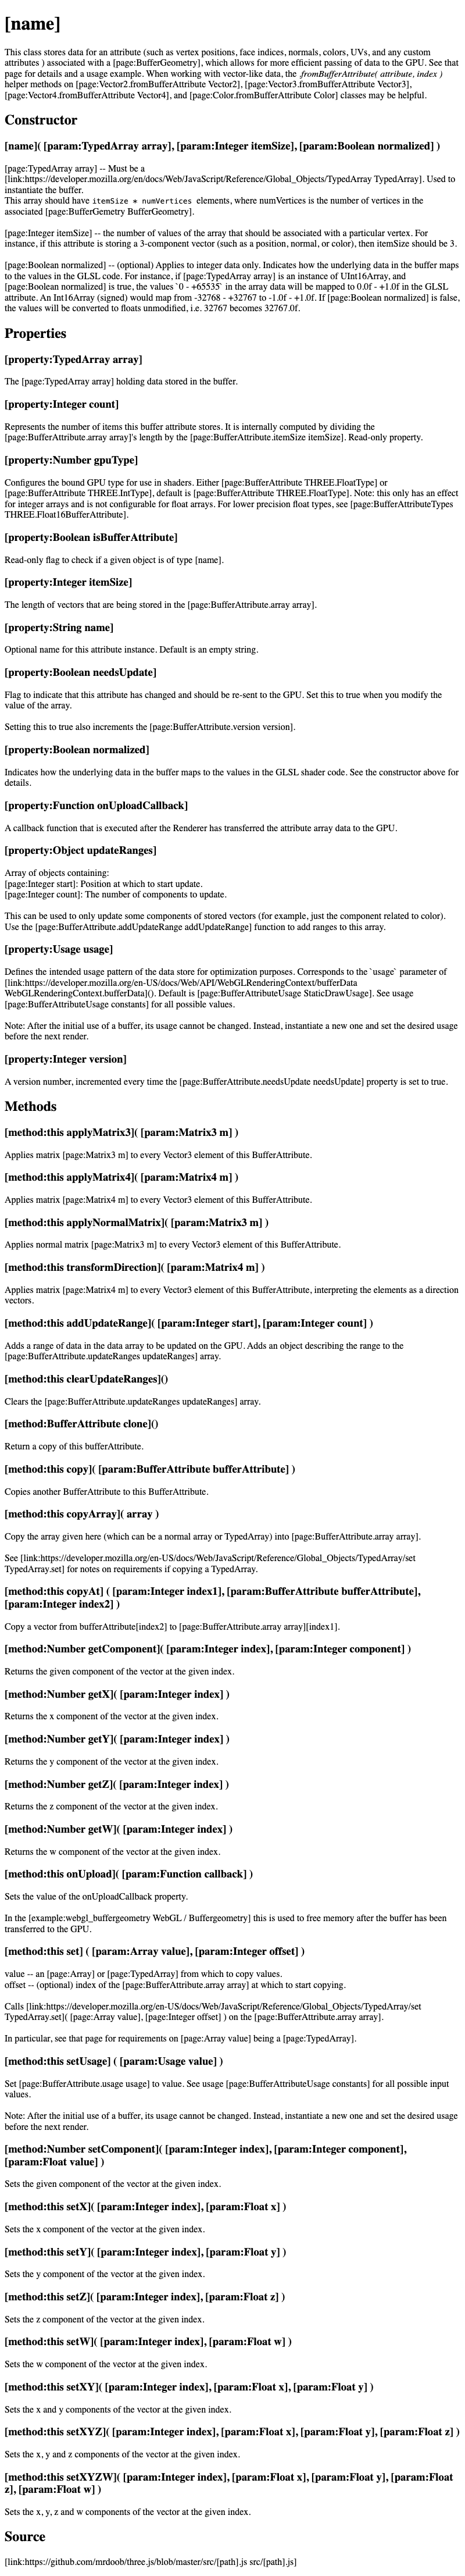 [name]
This class stores data for an attribute (such as vertex positions, face indices, normals, colors, UVs, and any custom
attributes ) associated with a [page:BufferGeometry], which allows for more efficient passing of data to the GPU. See that
page for details and a usage example. When working with vector-like data, the .fromBufferAttribute( attribute, index )
helper methods on [page:Vector2.fromBufferAttribute Vector2], [page:Vector3.fromBufferAttribute Vector3],
[page:Vector4.fromBufferAttribute Vector4], and [page:Color.fromBufferAttribute Color] classes may be helpful.
Constructor
[name]( [param:TypedArray array], [param:Integer itemSize], [param:Boolean normalized] )
[page:TypedArray array] -- Must be a
[link:https://developer.mozilla.org/en/docs/Web/JavaScript/Reference/Global_Objects/TypedArray TypedArray]. Used to
instantiate the buffer.
This array should have itemSize * numVertices elements, where numVertices is the number of vertices in the
associated [page:BufferGemetry BufferGeometry].
[page:Integer itemSize] -- the number of values of the array that should be associated with a particular vertex. For
instance, if this attribute is storing a 3-component vector (such as a position, normal, or color), then itemSize should be 3.
[page:Boolean normalized] -- (optional) Applies to integer data only. Indicates how the underlying data in the buffer maps
to the values in the GLSL code. For instance, if [page:TypedArray array] is an instance of UInt16Array, and
[page:Boolean normalized] is true, the values `0 - +65535` in the array data will be mapped to 0.0f - +1.0f in the GLSL
attribute. An Int16Array (signed) would map from -32768 - +32767 to -1.0f - +1.0f. If [page:Boolean normalized] is false,
the values will be converted to floats unmodified, i.e. 32767 becomes 32767.0f.
Properties
[property:TypedArray array]
The [page:TypedArray array] holding data stored in the buffer.
[property:Integer count]
Represents the number of items this buffer attribute stores. It is internally computed by dividing the
[page:BufferAttribute.array array]'s length by the [page:BufferAttribute.itemSize itemSize]. Read-only property.
[property:Number gpuType]
Configures the bound GPU type for use in shaders. Either [page:BufferAttribute THREE.FloatType] or
[page:BufferAttribute THREE.IntType], default is [page:BufferAttribute THREE.FloatType]. Note: this only has an effect
for integer arrays and is not configurable for float arrays. For lower precision float types, see [page:BufferAttributeTypes
THREE.Float16BufferAttribute].
[property:Boolean isBufferAttribute]
Read-only flag to check if a given object is of type [name].
[property:Integer itemSize]
The length of vectors that are being stored in the [page:BufferAttribute.array array].
[property:String name]
Optional name for this attribute instance. Default is an empty string.
[property:Boolean needsUpdate]
Flag to indicate that this attribute has changed and should be re-sent to the GPU. Set this to true when you modify the
value of the array.
Setting this to true also increments the [page:BufferAttribute.version version].
[property:Boolean normalized]
Indicates how the underlying data in the buffer maps to the values in the GLSL shader code. See the constructor above for
details.
[property:Function onUploadCallback]
A callback function that is executed after the Renderer has transferred the attribute array data to the GPU.
[property:Object updateRanges]
Array of objects containing:
[page:Integer start]: Position at which to start update.
[page:Integer count]: The number of components to update.
This can be used to only update some components of stored vectors (for example, just the component related to color).
Use the [page:BufferAttribute.addUpdateRange addUpdateRange] function to add ranges to this array.
[property:Usage usage]
Defines the intended usage pattern of the data store for optimization purposes. Corresponds to the `usage` parameter of
[link:https://developer.mozilla.org/en-US/docs/Web/API/WebGLRenderingContext/bufferData
WebGLRenderingContext.bufferData](). Default is [page:BufferAttributeUsage StaticDrawUsage]. See usage
[page:BufferAttributeUsage constants] for all possible values.
Note: After the initial use of a buffer, its usage cannot be changed. Instead, instantiate a new one and set the desired usage
before the next render.
[property:Integer version]
A version number, incremented every time the [page:BufferAttribute.needsUpdate needsUpdate] property is set to true.
Methods
[method:this applyMatrix3]( [param:Matrix3 m] )
Applies matrix [page:Matrix3 m] to every Vector3 element of this BufferAttribute.
[method:this applyMatrix4]( [param:Matrix4 m] )
Applies matrix [page:Matrix4 m] to every Vector3 element of this BufferAttribute.
[method:this applyNormalMatrix]( [param:Matrix3 m] )
Applies normal matrix [page:Matrix3 m] to every Vector3 element of this BufferAttribute.
[method:this transformDirection]( [param:Matrix4 m] )
Applies matrix [page:Matrix4 m] to every Vector3 element of this BufferAttribute, interpreting the elements as a direction
vectors.
[method:this addUpdateRange]( [param:Integer start], [param:Integer count] )
Adds a range of data in the data array to be updated on the GPU. Adds an object describing the range to the
[page:BufferAttribute.updateRanges updateRanges] array.
[method:this clearUpdateRanges]()
Clears the [page:BufferAttribute.updateRanges updateRanges] array.
[method:BufferAttribute clone]()
Return a copy of this bufferAttribute.
[method:this copy]( [param:BufferAttribute bufferAttribute] )
Copies another BufferAttribute to this BufferAttribute.
[method:this copyArray]( array )
Copy the array given here (which can be a normal array or TypedArray) into [page:BufferAttribute.array array].
See [link:https://developer.mozilla.org/en-US/docs/Web/JavaScript/Reference/Global_Objects/TypedArray/set
TypedArray.set] for notes on requirements if copying a TypedArray.
[method:this copyAt] ( [param:Integer index1], [param:BufferAttribute bufferAttribute],
[param:Integer index2] )
Copy a vector from bufferAttribute[index2] to [page:BufferAttribute.array array][index1].
[method:Number getComponent]( [param:Integer index], [param:Integer component] )
Returns the given component of the vector at the given index.
[method:Number getX]( [param:Integer index] )
Returns the x component of the vector at the given index.
[method:Number getY]( [param:Integer index] )
Returns the y component of the vector at the given index.
[method:Number getZ]( [param:Integer index] )
Returns the z component of the vector at the given index.
[method:Number getW]( [param:Integer index] )
Returns the w component of the vector at the given index.
[method:this onUpload]( [param:Function callback] )
Sets the value of the onUploadCallback property.
In the [example:webgl_buffergeometry WebGL / Buffergeometry] this is used to free memory after the buffer has been
transferred to the GPU.
[method:this set] ( [param:Array value], [param:Integer offset] )
value -- an [page:Array] or [page:TypedArray] from which to copy values.
offset -- (optional) index of the [page:BufferAttribute.array array] at which to start copying.
Calls [link:https://developer.mozilla.org/en-US/docs/Web/JavaScript/Reference/Global_Objects/TypedArray/set
TypedArray.set]( [page:Array value], [page:Integer offset] ) on the [page:BufferAttribute.array array].
In particular, see that page for requirements on [page:Array value] being a [page:TypedArray].
[method:this setUsage] ( [param:Usage value] )
Set [page:BufferAttribute.usage usage] to value. See usage [page:BufferAttributeUsage constants] for all possible input
values.
Note: After the initial use of a buffer, its usage cannot be changed. Instead, instantiate a new one and set the desired usage
before the next render.
[method:Number setComponent]( [param:Integer index], [param:Integer component],
[param:Float value] )
Sets the given component of the vector at the given index.
[method:this setX]( [param:Integer index], [param:Float x] )
Sets the x component of the vector at the given index.
[method:this setY]( [param:Integer index], [param:Float y] )
Sets the y component of the vector at the given index.
[method:this setZ]( [param:Integer index], [param:Float z] )
Sets the z component of the vector at the given index.
[method:this setW]( [param:Integer index], [param:Float w] )
Sets the w component of the vector at the given index.
[method:this setXY]( [param:Integer index], [param:Float x], [param:Float y] )
Sets the x and y components of the vector at the given index.
[method:this setXYZ]( [param:Integer index], [param:Float x], [param:Float y], [param:Float z] )
Sets the x, y and z components of the vector at the given index.
[method:this setXYZW]( [param:Integer index], [param:Float x], [param:Float y], [param:Float
z], [param:Float w] )
Sets the x, y, z and w components of the vector at the given index.
Source
[link:https://github.com/mrdoob/three.js/blob/master/src/[path].js src/[path].js]